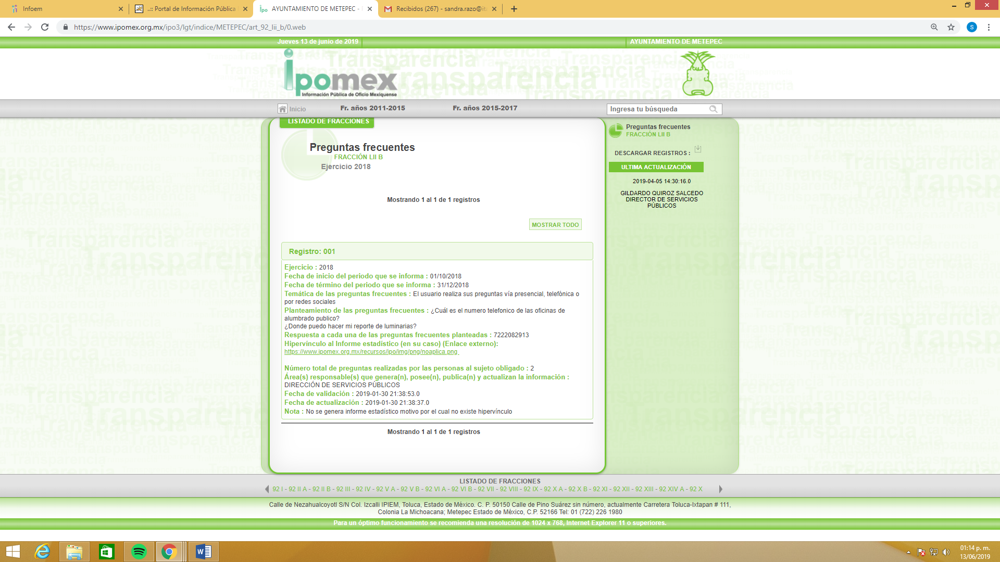 Infoem
..:: Portal de Información Pública
AYUNTAMIENTO DE METEPEC -
Recibidos (267) - sandra.razo@it
https://www.ipomex.org.mx/ipo3/lgt/indice/METEPEC/art_92_lii_b/0.web
S
Jueves 13 de junio de 2019
AYUNTAMIENTO DE METEPEC
Transparencia
ipomex
Información Pública de Oficio Mexiquense
Inicio
Fr. años 2011-2015
Fr. años 2015-2017
Ingresa tu búsqueda
LISTADO DE FRACCIONES
Preguntas frecuentes
FRACCIÓN LII B
Ejercicio 2018
Mostrando 1 al 1 de 1 registros
MOSTRAR TODO
Registro: 001
Ejercicio : 2018
Fecha de inicio del periodo que se informa : 01/10/2018
Fecha de término del periodo que se informa : 31/12/2018
Temática de las preguntas frecuentes : El usuario realiza sus preguntas vía presencial, telefónica o
por redes sociales
Planteamiento de las preguntas frecuentes : ¿Cuál es el numero telefonico de las oficinas de
alumbrado publico?
¿Donde puedo hacer mi reporte de luminarias?
Respuesta a cada una de las preguntas frecuentes planteadas : 7222082913
Hipervínculo al Informe estadístico (en su caso) (Enlace externo):
https://www.ipomex.org.mx/recursos/ipo/img/png/noaplica.png
Número total de preguntas realizadas por las personas al sujeto obligado : 2
Área(s) responsable(s) que genera(n), posee(n), publica(n) y actualizan la información :
DIRECCIÓN DE SERVICIOS PÚBLICOS
Fecha de validación : 2019-01-30 21:38:53.0
Fecha de actualización : 2019-01-30 21:38:37.0
Nota : No se genera informe estadístico motivo por el cual no existe hipervínculo
Mostrando 1 al 1 de 1 registros
Preguntas frecuentes
FRACCIÓN LII B
DESCARGAR REGISTROS :
ULTIMA ACTUALIZACIÓN
2019-04-05 14:30:16.0
GILDARDO QUIROZ SALCEDO
DIRECTOR DE SERVICIOS
PÚBLICOS
LISTADO DE FRACCIONES
92 I - 92 II A - 92 II B - 92 III - 92 IV - 92 V A - 92 V B - 92 VI A - 92 VI B - 92 VII - 92 VIII - 92 IX - 92 X A - 92 X B - 92 XI - 92 XII - 92 XIII - 92 XIV A - 92 X
Calle de Nezahualcoyotl S/N Col. Izcalli IPIEM, Toluca, Estado de México. C. P. 50150 Calle de Pino Suárez sin número, actualmente Carretera Toluca-Ixtapan # 111,
Colonia La Michoacana; Metepec Estado de México, C.P. 52166 Tel: 01 (722) 226 1980
Para un óptimo funcionamiento se recomienda una resolución de 1024 x 768, Internet Explorer 11 o superiores.
01:14 p. m.
13/06/2019